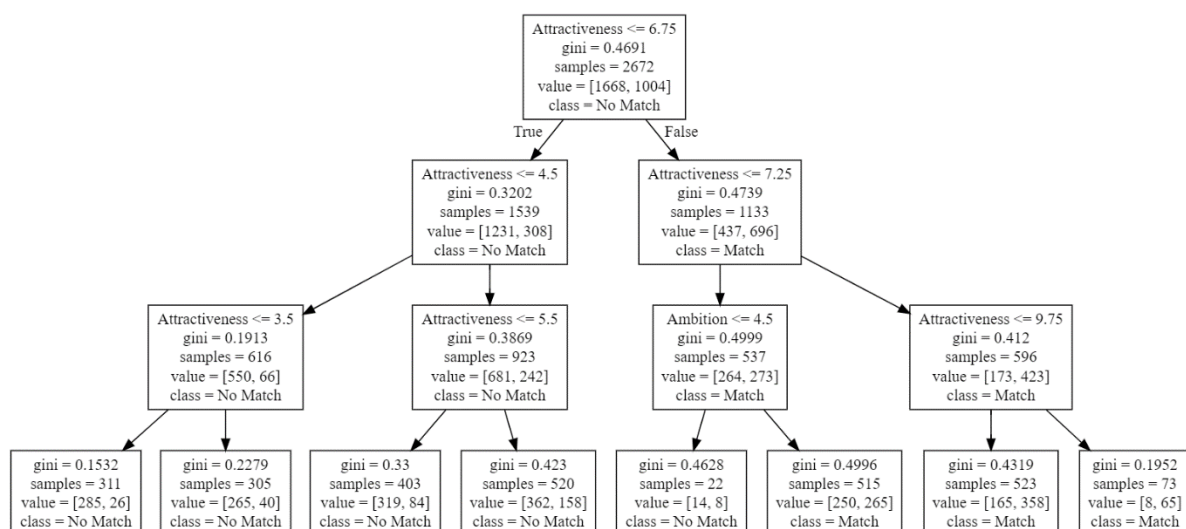 Attractiveness <= 6.75
gini = 0.4691
samples = 2672
value = [1668, 1004]
class = No Match
True
False
Attractiveness <= 4.5
gini = 0.3202
samples = 1539
value = [1231, 308]
class = No Match
Attractiveness <= 7.25
gini = 0.4739
samples = 1133
value = [437, 696]
class = Match
Attractiveness <= 3.5
gini = 0.1913
samples = 616
value = [550, 66]
class = No Match
Attractiveness <= 5.5
gini = 0.3869
samples = 923
value = [681, 242]
class = No Match
Ambition <= 4.5
gini = 0.4999
samples = 537
value = [264, 273]
class = Match
Attractiveness <= 9.75
gini = 0.412
samples = 596
value = [173, 423]
class = Match
gini = 0.1532
samples = 311
value = [285, 26]
class = No Match
gini = 0.2279
samples = 305
value = [265, 40]
class = No Match
gini = 0.33
samples = 403
value = [319, 84]
class = No Match
gini = 0.423
samples = 520
value = [362, 158]
class = No Match
gini = 0.4628
samples = 22
value = [14, 8]
class = No Match
gini = 0.4996
samples = 515
value = [250, 265]
class = Match
gini = 0.4319
samples = 523
value = [165, 358]
class = Match
gini = 0.1952
samples = 73
value = [8, 65]
class = Match